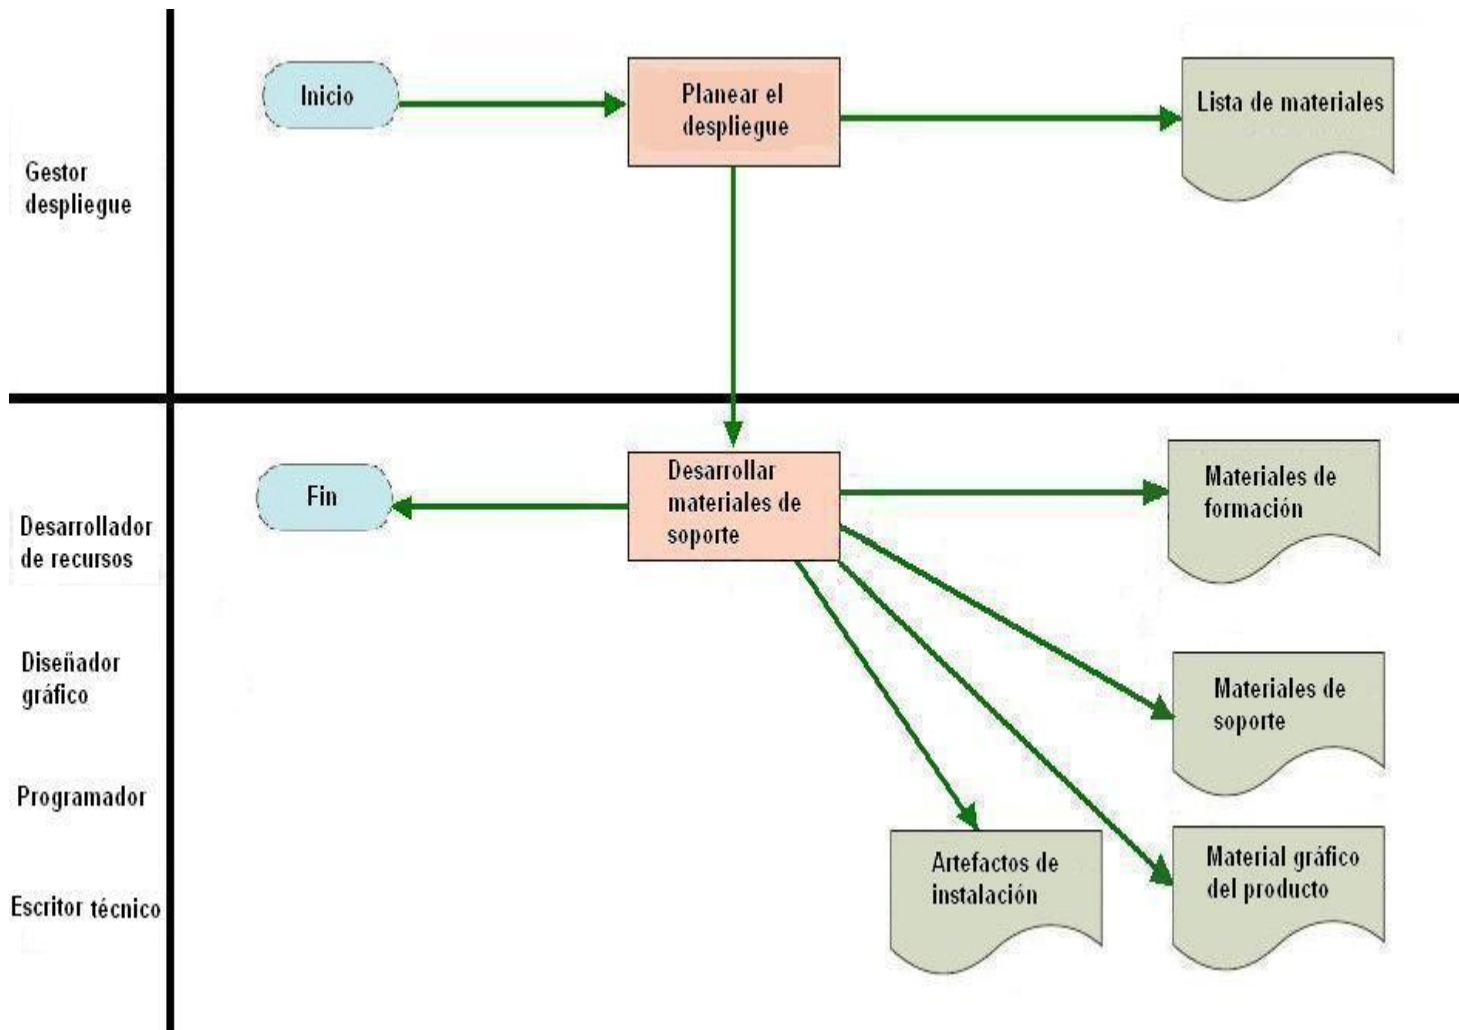 Inicio
Planear el
despliegue
Lista de materiales
Gestor
despliegue
Fin
Desarrollar
materiales de
soporte
Materiales de
formación
Desarrollador
de recursos
Diseñador
gráfico
Materiales de
soporte
Programador
Artefactos de
instalación
Material gráfico
del producto
Escritor técnico